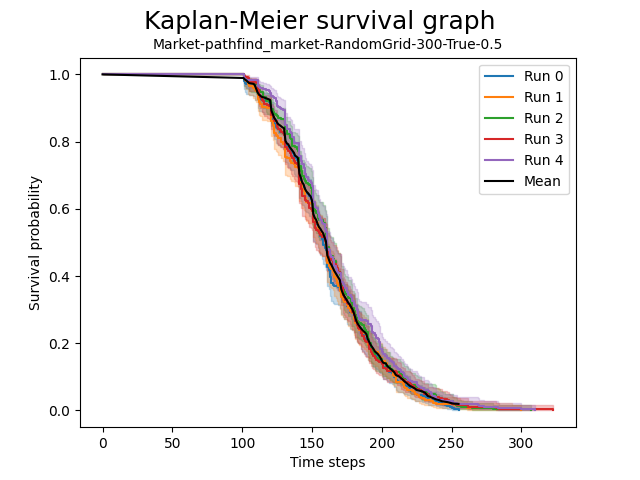 Kaplan-Meier survival graph
Market-pathfind_market-RandomGrid-300-True-0.5
Run 0
Run 1
Run 2
Run 3
Run 4
Mean
Survival probability
1.0
0.8
0.6
0.4
0.2
0.0
0 50 100 150 200 250 300
Time steps